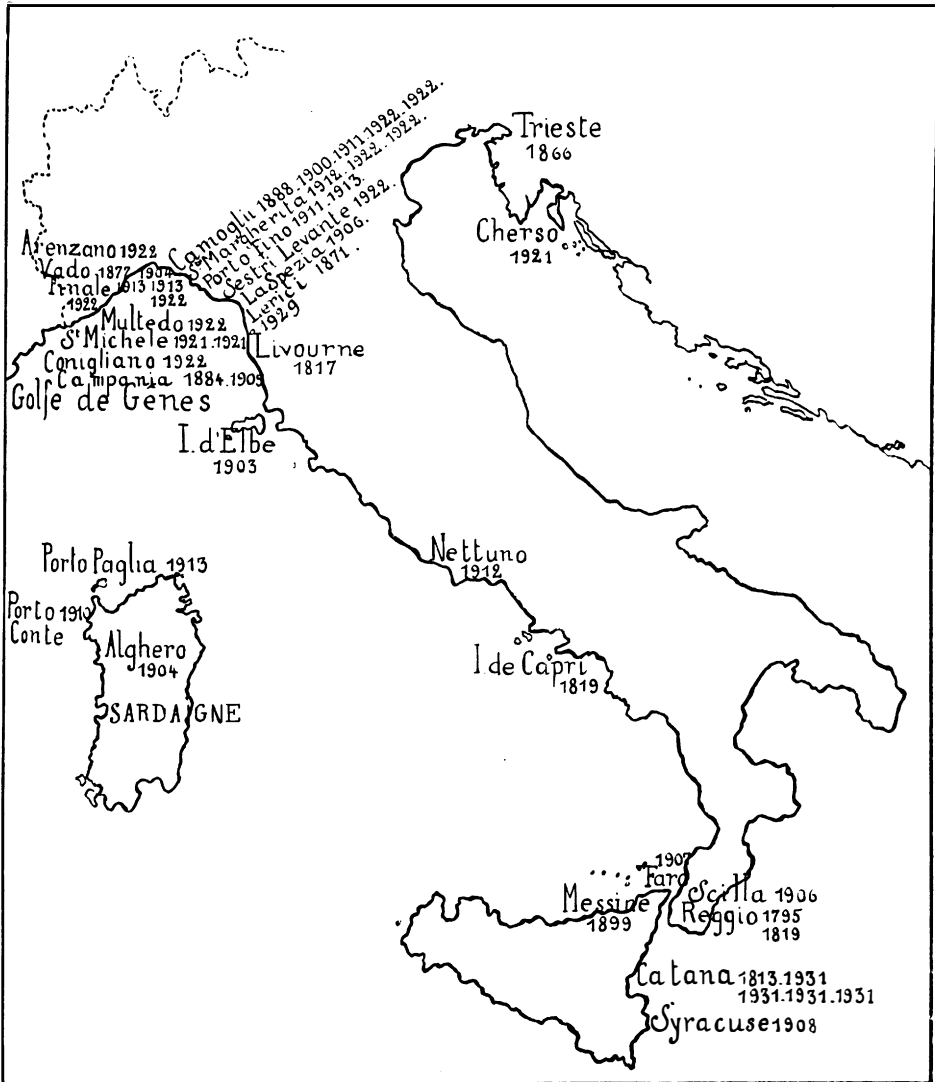 Trieste
1866
Cherso
1921
Camogli 1888.1900.1911.1922.1922.
Sta Margherita 1912.1922.1922.
Porto fino 1911.1913.
Sestri Levante 1922.
La Spezia 1906.
Lerici 1871.
1929
Arenzano 1922
Vado 1877.1904
1913 1913
1922
1922
Multedo 1922
St Michele 1921.1921
Conigliano 1922
Campania 1884.1909
Golfe de Gênes
Livourne
1817
I. d'Elbe
1903
Nettuno
1912
Porto Paglia 1913
Porto 1910
Conte
Alghero
1904
SARDAIGNE
I. de Capri
1819
1907
Faro
Messine
1899
Scilla 1906
Reggio 1795
1819
Catana 1813.1931
1931.1931.1931
Syracuse 1908